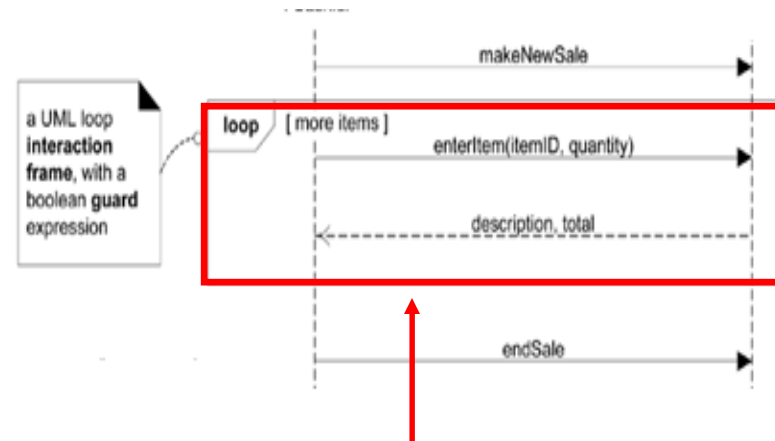 makeNewSale
a UML loop
interaction
frame, with a
boolean guard
expression
loop [ more items ]
enterItem(itemID, quantity)
description, total
endSale